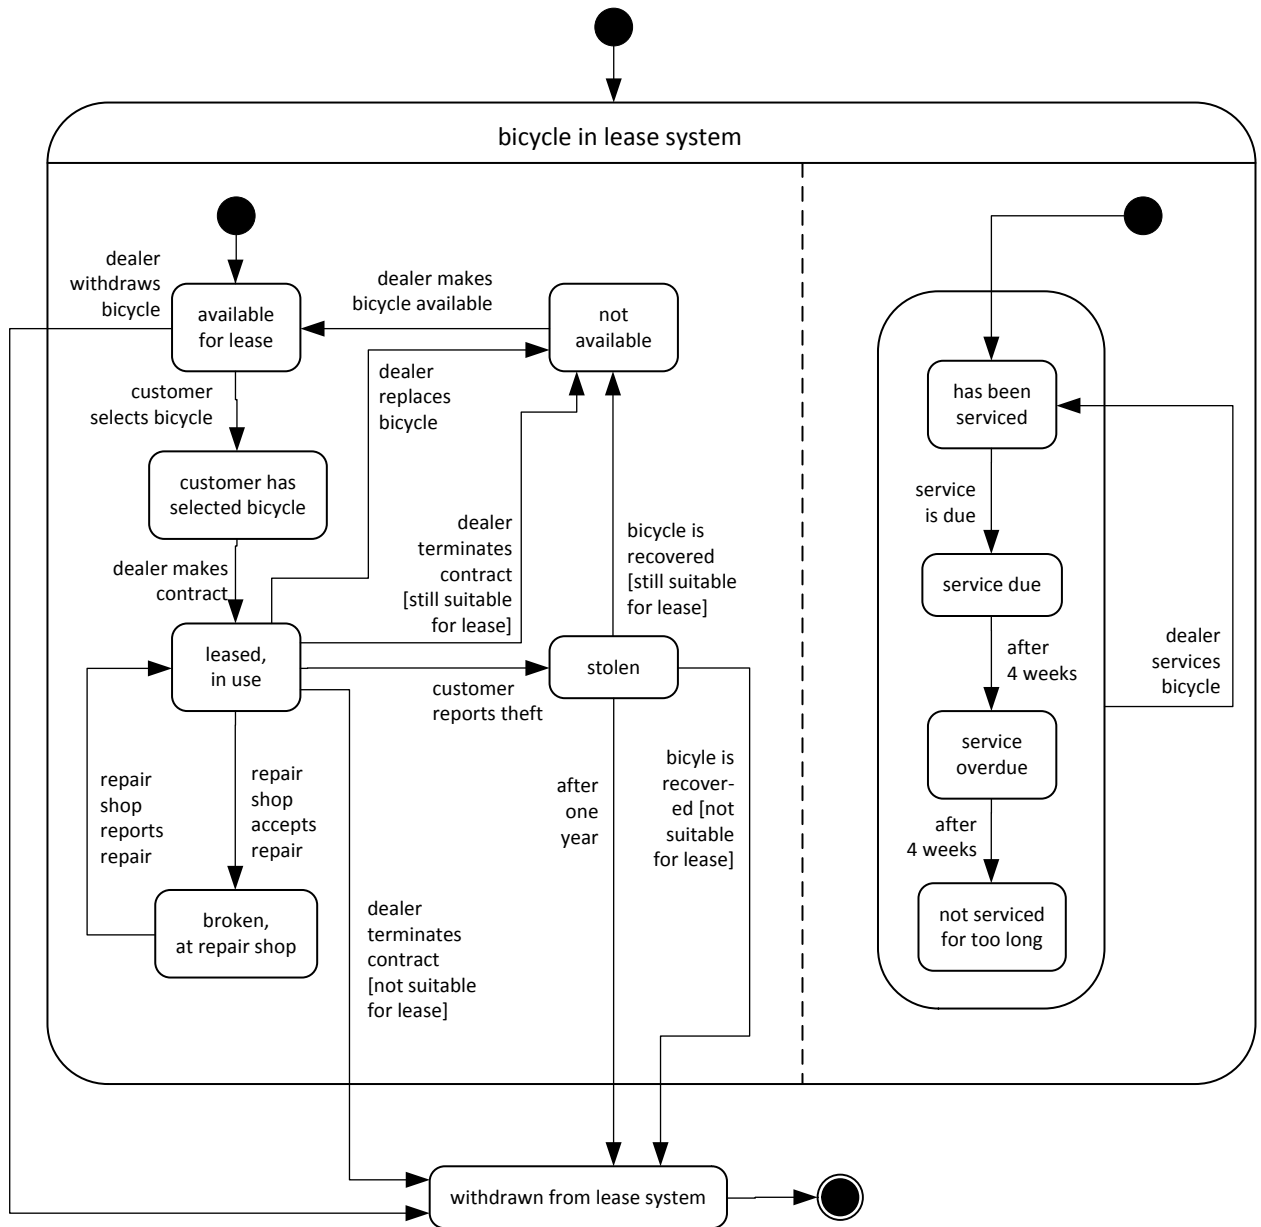 bicycle in lease system
dealer
withdraws
bicycle
available
for lease
dealer makes
bicycle available
not
available
customer
selects bicycle
dealer
replaces
bicycle
customer has
selected bicycle
dealer makes
contract
dealer
terminates
contract
[still suitable
for lease]
bicycle is
recovered
[still suitable
for lease]
leased,
in use
customer
reports theft
stolen
repair
shop
reports
repair
repair
shop
accepts
repair
broken,
at repair shop
dealer
terminates
contract
[not suitable
for lease]
after
one
year
bicyle is
recover-
ed [not
suitable
for lease]
has been
serviced
service
is due
service due
after
4 weeks
service
overdue
after
4 weeks
not serviced
for too long
dealer
services
bicycle
withdrawn from lease system